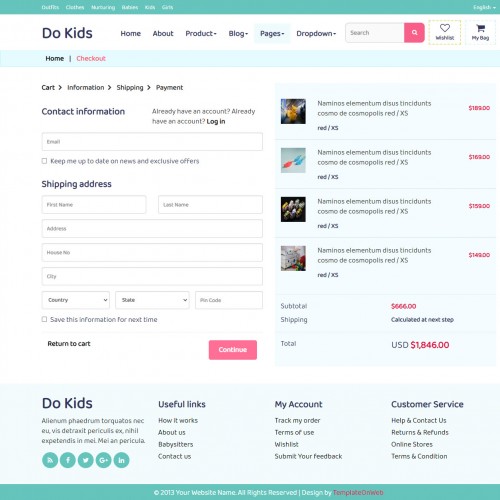 Outfits Clothes Nurturing Babies Kids Girls English
Do Kids Home About Product Blog Pages Dropdown Search Wishlist My Bag
Home | Checkout
Cart > Information > Shipping > Payment
Contact information
Already have an account? Already
have an account? Log in
Email
Keep me up to date on news and exclusive offers
Shipping address
First Name Last Name
Address
House No
City
Country State Pin Code
Save this information for next time
Return to cart Continue
Naminos elementum disus tincidunts
cosmo de cosmopolis red / XS
$189.00
red / XS
Naminos elementum disus tincidunts
cosmo de cosmopolis red / XS
$169.00
red / XS
Naminos elementum disus tincidunts
cosmo de cosmopolis red / XS
$159.00
red / XS
Naminos elementum disus tincidunts
cosmo de cosmopolis red / XS
$149.00
red / XS
Subtotal $666.00
Shipping Calculated at next step
Total USD $1,846.00
Do Kids
Alienum phaedrum torquatos nec
eu, vis detraxit periculis ex, nihil
expetendis in mei. Mei an pericula.
Useful links
How it works
About us
Babysitters
Contact us
My Account
Track my order
Terms of use
Wishlist
Submit Your feedback
Customer Service
Help & Contact Us
Returns & Refunds
Online Stores
Terms & Condition
© 2013 Your Website Name. All Rights Reserved | Design by TemplateOnWeb